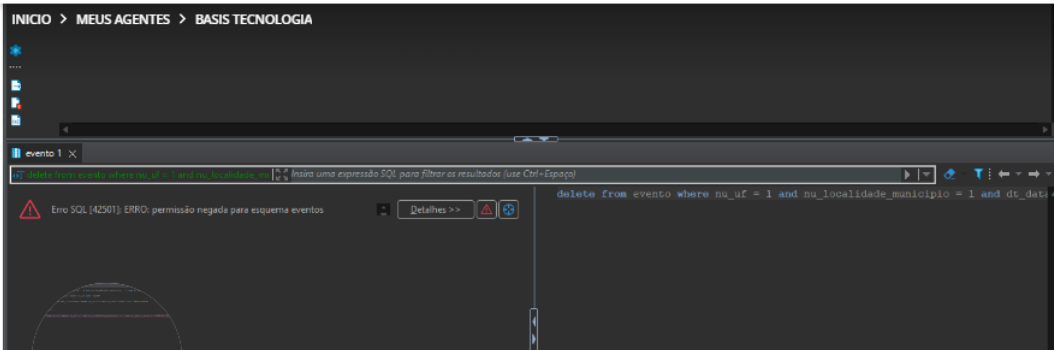 INICIO > MEUS AGENTES > BASIS TECNOLOGIA
evento 1
delete from evento where nu_uf = 1 and nu_localidade_mu
Insira uma expressão SQL para filtrar os resultados (use Ctrl+Espaço)
Erro SQL [42501]: ERRO: permissão negada para esquema eventos
Detalhes >>
delete from evento where nu_uf = 1 and nu_localidade_municipio = 1 and dt_data